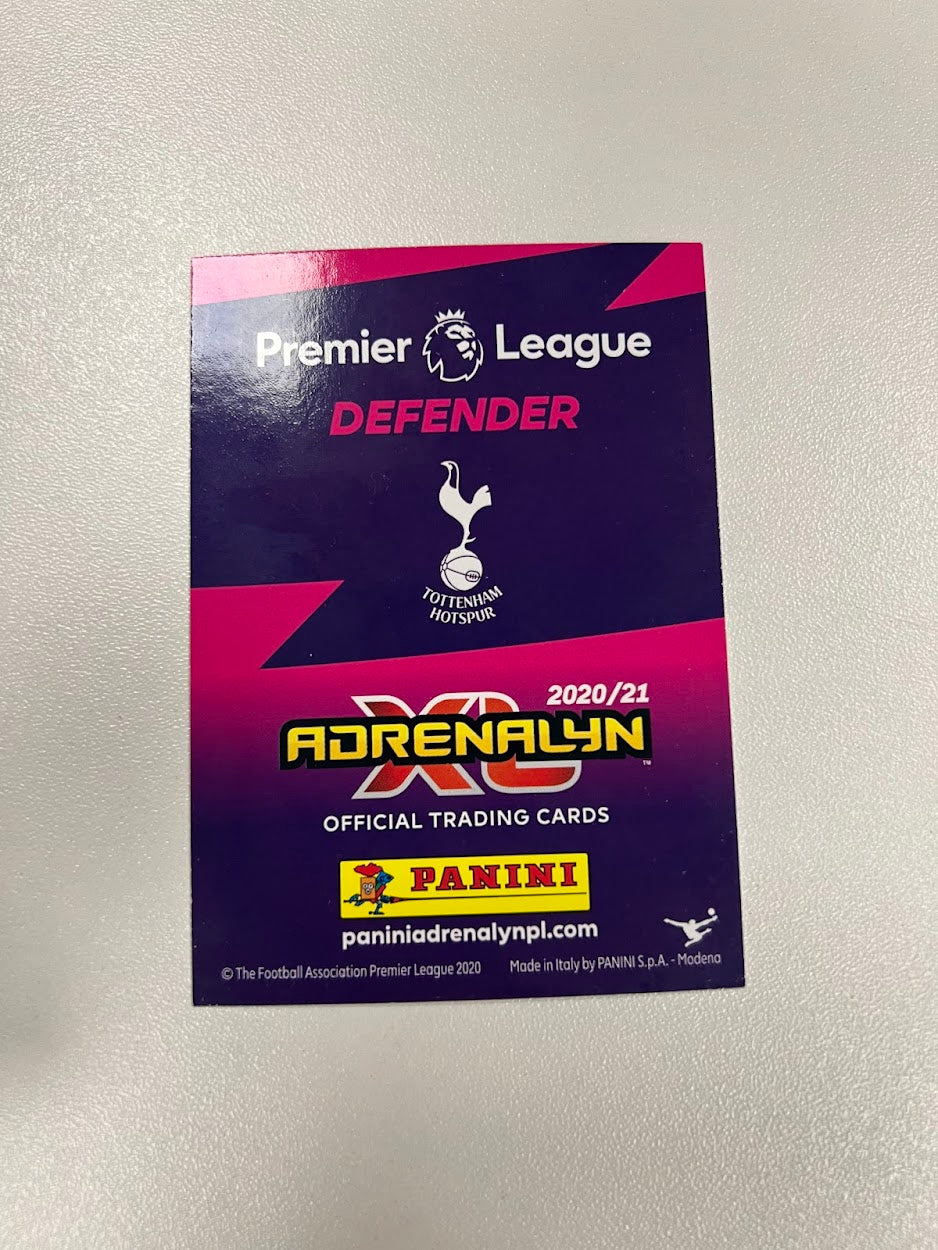 Premier League
DEFENDER
TOTTENHAM
HOTSPUR
2020/21
ADRENALYN
XL
TM
OFFICIAL TRADING CARDS
PANINI
paniniadrenalynpl.com
© The Football Association Premier League 2020 Made in Italy by PANINI S.p.A. - Modena